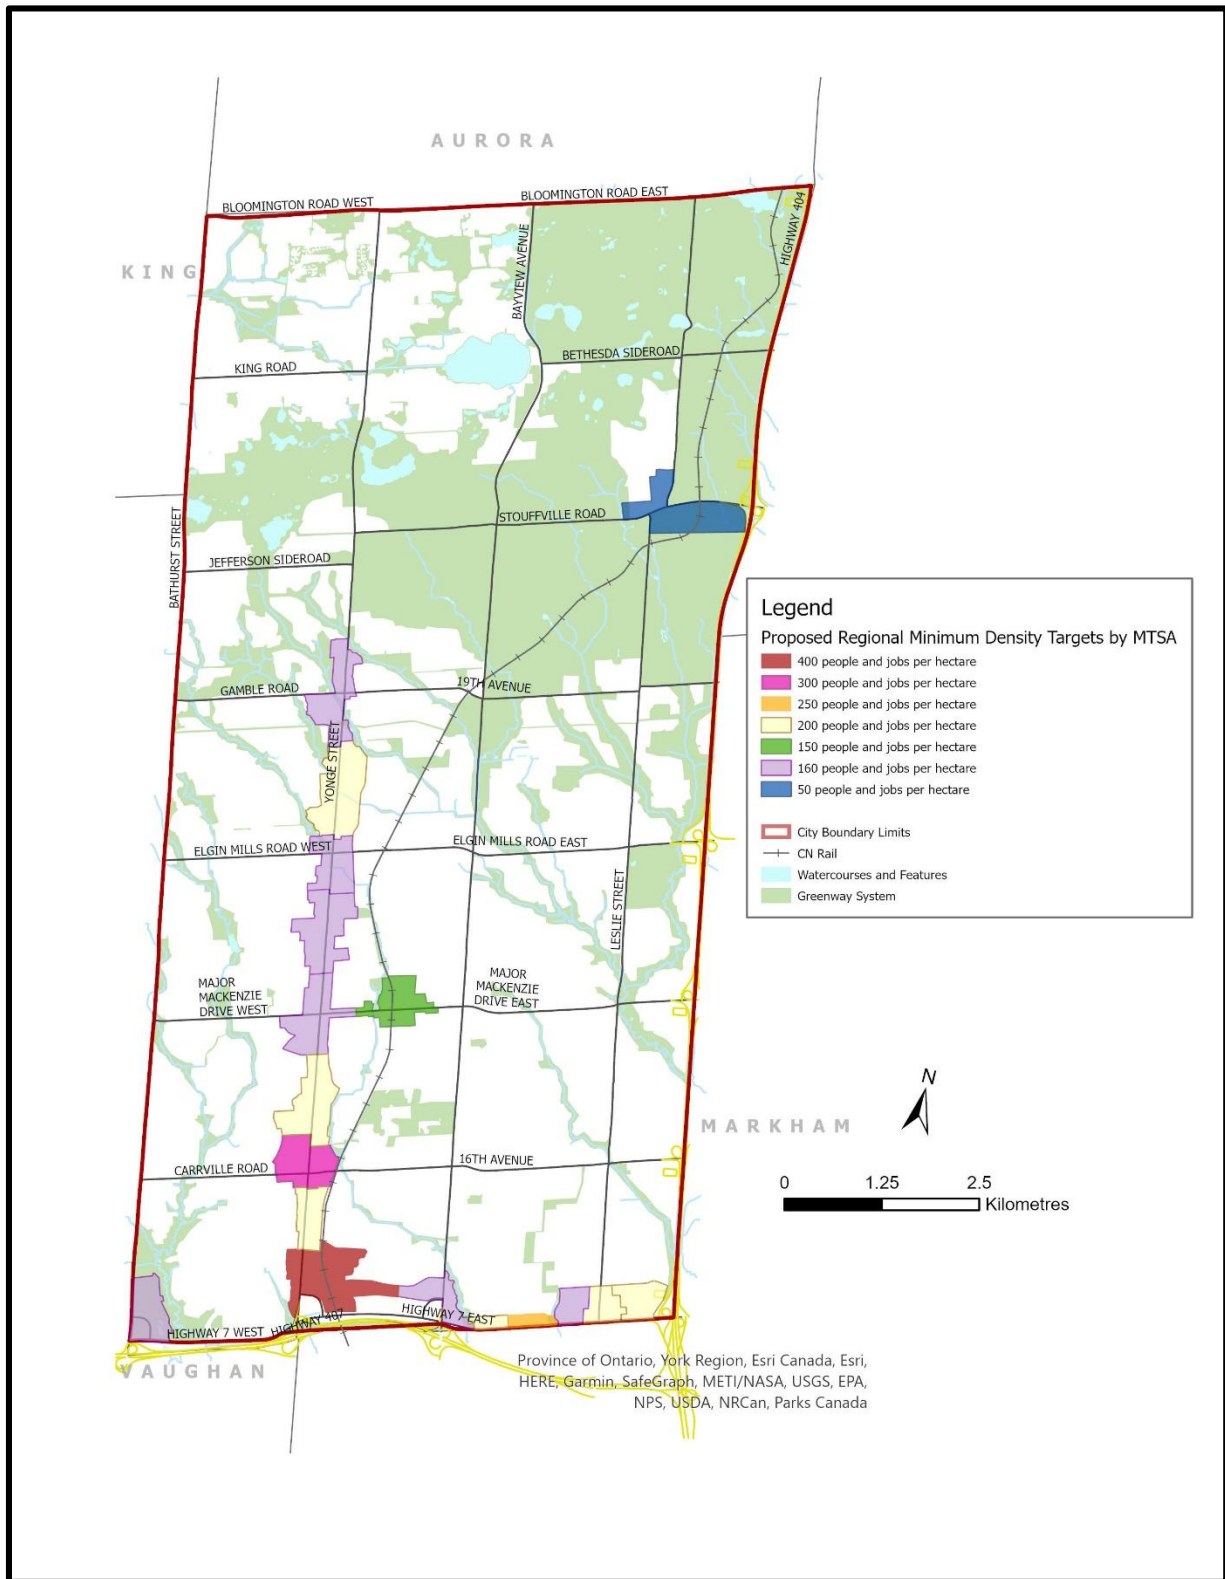 AURORA
BLOOMINGTON ROAD EAST
BLOOMINGTON ROAD WEST
HIGHWAY 404
KING
BAYVIEW AVENUE
BETHESDA SIDEROAD
KING ROAD
STOUFFVILLE ROAD
BATHURST STREET
JEFFERSON SIDEROAD
Legend
Proposed Regional Minimum Density Targets by MTSA
400 people and jobs per hectare
300 people and jobs per hectare
250 people and jobs per hectare
200 people and jobs per hectare
150 people and jobs per hectare
160 people and jobs per hectare
50 people and jobs per hectare
City Boundary Limits
CN Rail
Watercourses and Features
Greenway System
19TH AVENUE
GAMBLE ROAD
YONGE STREET
ELGIN MILLS ROAD EAST
ELGIN MILLS ROAD WEST
LESLIE STREET
MAJOR
MACKENZIE
DRIVE EAST
MAJOR
MACKENZIE
DRIVE WEST
N
MARKHAM
16TH AVENUE
CARRVILLE ROAD
0 1.25 2.5
Kilometres
HIGHWAY 7 EAST
HIGHWAY 407
HIGHWAY 7 WEST
VAUGHAN
Province of Ontario, York Region, Esri Canada, Esri,
HERE, Garmin, SafeGraph, METI/NASA, USGS, EPA,
NPS, USDA, NRCan, Parks Canada